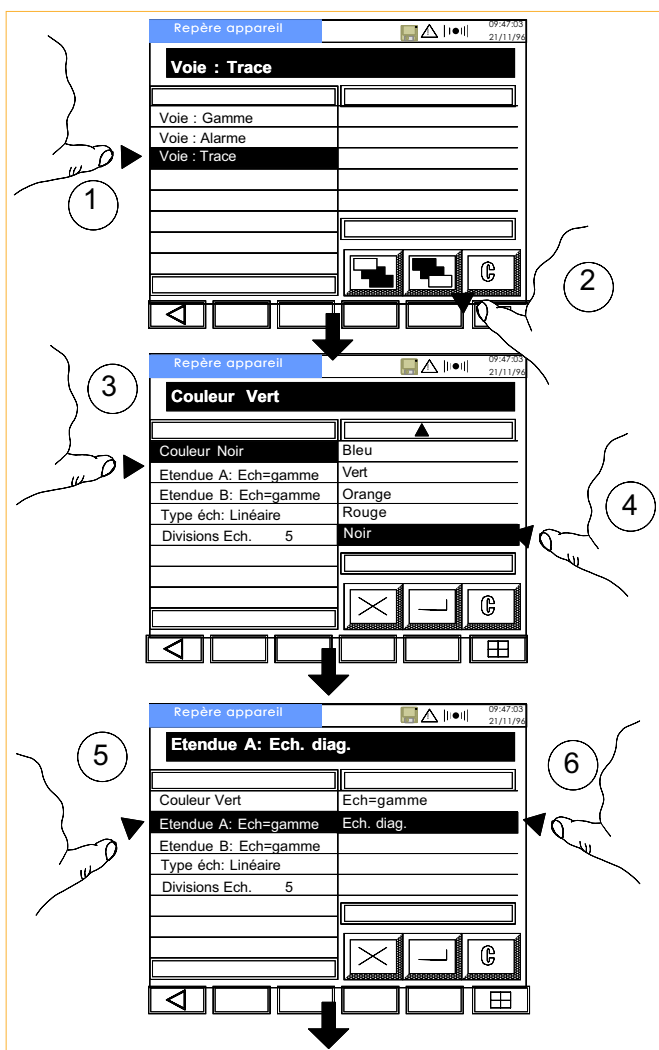 Repère appareil
09:47:03
21/11/96
Voie : Trace
Voie : Gamme
Voie : Alarme
Voie : Trace
1
C
2
Repère appareil
09:47:03
21/11/96
3
Couleur Vert
Couleur Noir
Bleu
Etendue A: Ech=gamme
Vert
Etendue B: Ech=gamme
Orange
Type éch: Linéaire
Rouge
Divisions Ech. 5
Noir
4
C
Repère appareil
09:47:03
21/11/96
5
Etendue A: Ech. diag.
6
Couleur Vert
Ech=gamme
Etendue A: Ech=gamme
Ech. diag.
Etendue B: Ech=gamme
Type éch: Linéaire
Divisions Ech. 5
C